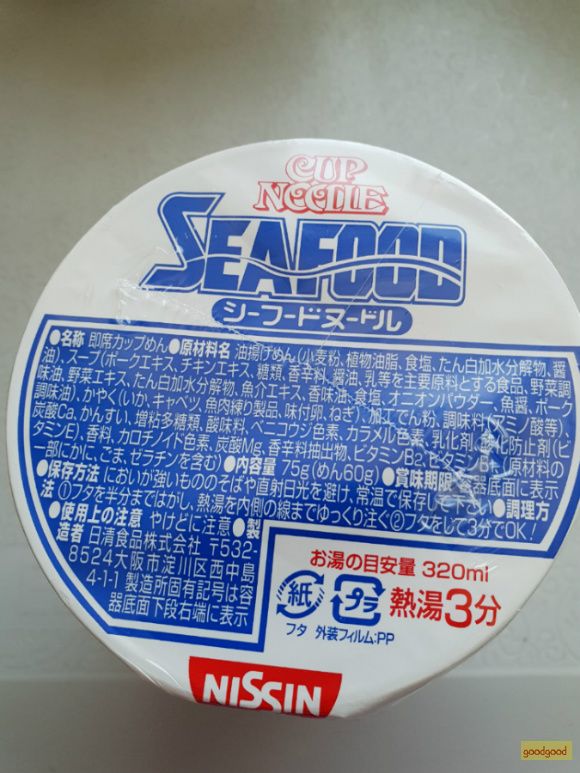 CUP
NOODLE
SEAFOOD
シーフードヌードル
●名称 即席カップめん●原材料名 油揚げめん(小麦粉、植物油脂、食塩、たん白加水分解物、醤
油)、スープ(ポークエキス、チキンエキス、糖類、香辛料、醤油、乳等を主要原料とする食品、野菜調
味油、野菜エキス、たん白加水分解物、魚介エキス、香味油、食塩、オニオンパウダー、魚醤、ポーク
調味油)、かやく(いか、キャベツ、魚肉練り製品、味付卵、ねぎ)、加工でん粉、調味料(アミノ酸等)、
炭酸Ca、かんすい、増粘多糖類、酸味料、ベニコウジ色素、カラメル色素、乳化剤、酸化防止剤(ビ
タミンE)、香料、カロチノイド色素、炭酸Mg、香辛料抽出物、ビタミンB2、ビタミン 原材料の一
部にかに、ごま、ゼラチンを含む)●内容量 75g(めん60g)●賞味期限 器底面に表示
●保存方法 においが強いもののそばや直射日光を避け、常温で保存し さい●調理方
法 ①フタを半分まではがし、熱湯を内側の線までゆっくり注ぐ②フタをして3分でOK!
●使用上の注意 やけどに注意●製
造者 日清食品株式会社 〒532-
8524大阪市淀川区西中島
4-1-1 製造所固有記号は容
器底面下段右端に表示
お湯の目安量 320ml
紙 プラ 熱湯3分
フタ 外装フィルム:PP
NISSIN
goodgood